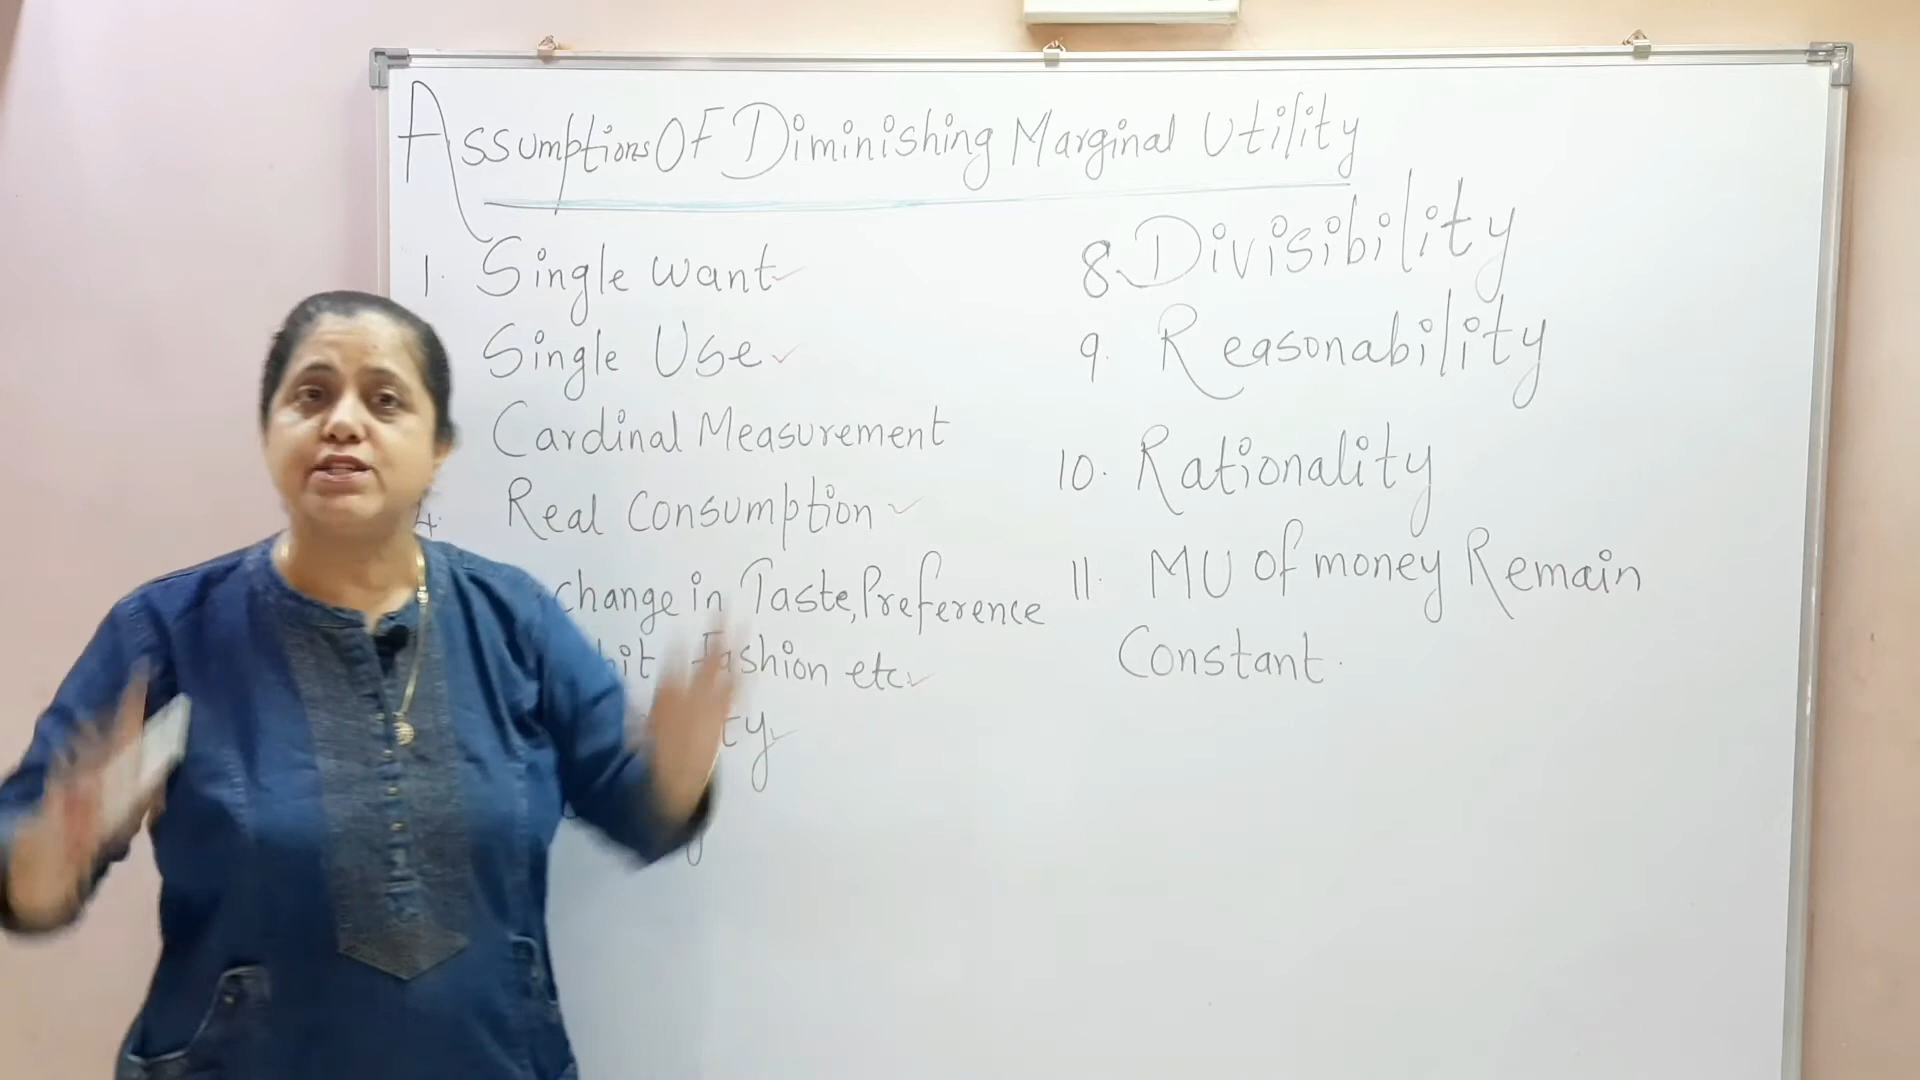 Assumptions Of Diminishing Marginal Utility
1. Single want
Single Use
Cardinal Measurement
4. Real Consumption
change in Taste, Preference
Fashion etc
8. Divisibility
9. Reasonability
10. Rationality
11. MU Of money Remain
Constant.